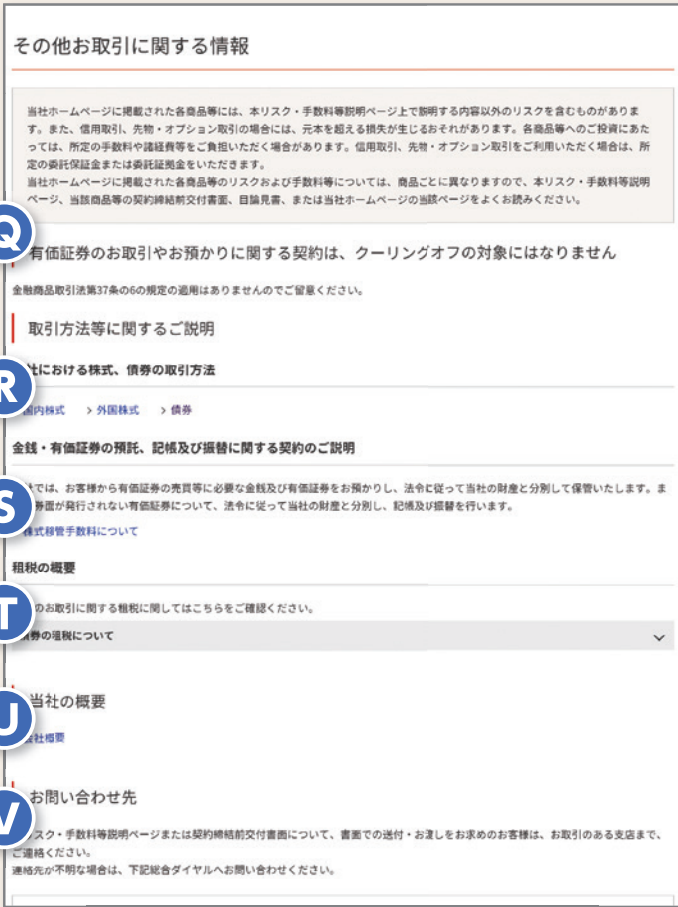 その他お取引に関する情報
当社ホームページに掲載された各商品等には、本リスク・手数料等説明ページ上で説明する内容以外のリスクを含むものがありま
す。また、信用取引、先物・オプション取引の場合には、元本を超える損失が生じるおそれがあります。各商品等へのご投資にあた
っては、所定の手数料や諸経費等をご負担いただく場合があります。信用取引、先物・オプション取引をご利用いただく場合は、所
定の委託保証金または委託証拠金をいただきます。
当社ホームページに掲載された各商品等のリスクおよび手数料等については、商品ごとに異なりますので、本リスク・手数料等説明
ページ、当該商品等の契約締結前交付書面、目論見書、または当社ホームページの当該ページをよくお読みください。
Q
有価証券のお取引やお預かりに関する契約は、クーリングオフの対象にはなりません
金融商品取引法第37条の6の規定の適用はありませんのでご留意ください。
取引方法等に関するご説明
R
社における株式、債券の取引方法
国内株式 > 外国株式 > 債券
金銭・有価証券の預託、記帳及び振替に関する契約のご説明
S
では、お客様から有価証券の売買等に必要な金銭及び有価証券をお預かりし、法令に従って当社の財産と分別して保管いたします。ま
券面が発行されない有価証券について、法令に従って当社の財産と分別し、記帳及び振替を行います。
株式移管手数料について
租税の概要
T
のお取引に関する租税に関してはこちらをご確認ください。
券の租税について
当社の概要
U
会社概要
お問い合わせ先
V
スク・手数料等説明ページまたは契約締結前交付書面について、書面での送付・お渡しをお求めのお客様は、お取引のある支店まで、
ご連絡ください。
連絡先が不明な場合は、下記総合ダイヤルへお問い合わせください。